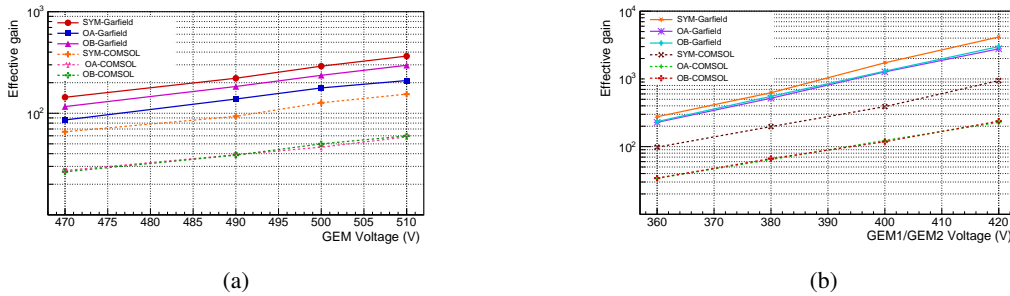 Effective gain
10³
10²
SYM-Garfield
OA-Garfield
OB-Garfield
SYM-COMSOL
OA-COMSOL
OB-COMSOL
470 475 480 485 490 495 500 505 510
GEM Voltage (V)
(a)
Effective gain
10⁴
10³
10²
SYM-Garfield
OA-Garfield
OB-Garfield
SYM-COMSOL
OA-COMSOL
OB-COMSOL
360 370 380 390 400 410 420
GEM1/GEM2 Voltage (V)
(b)